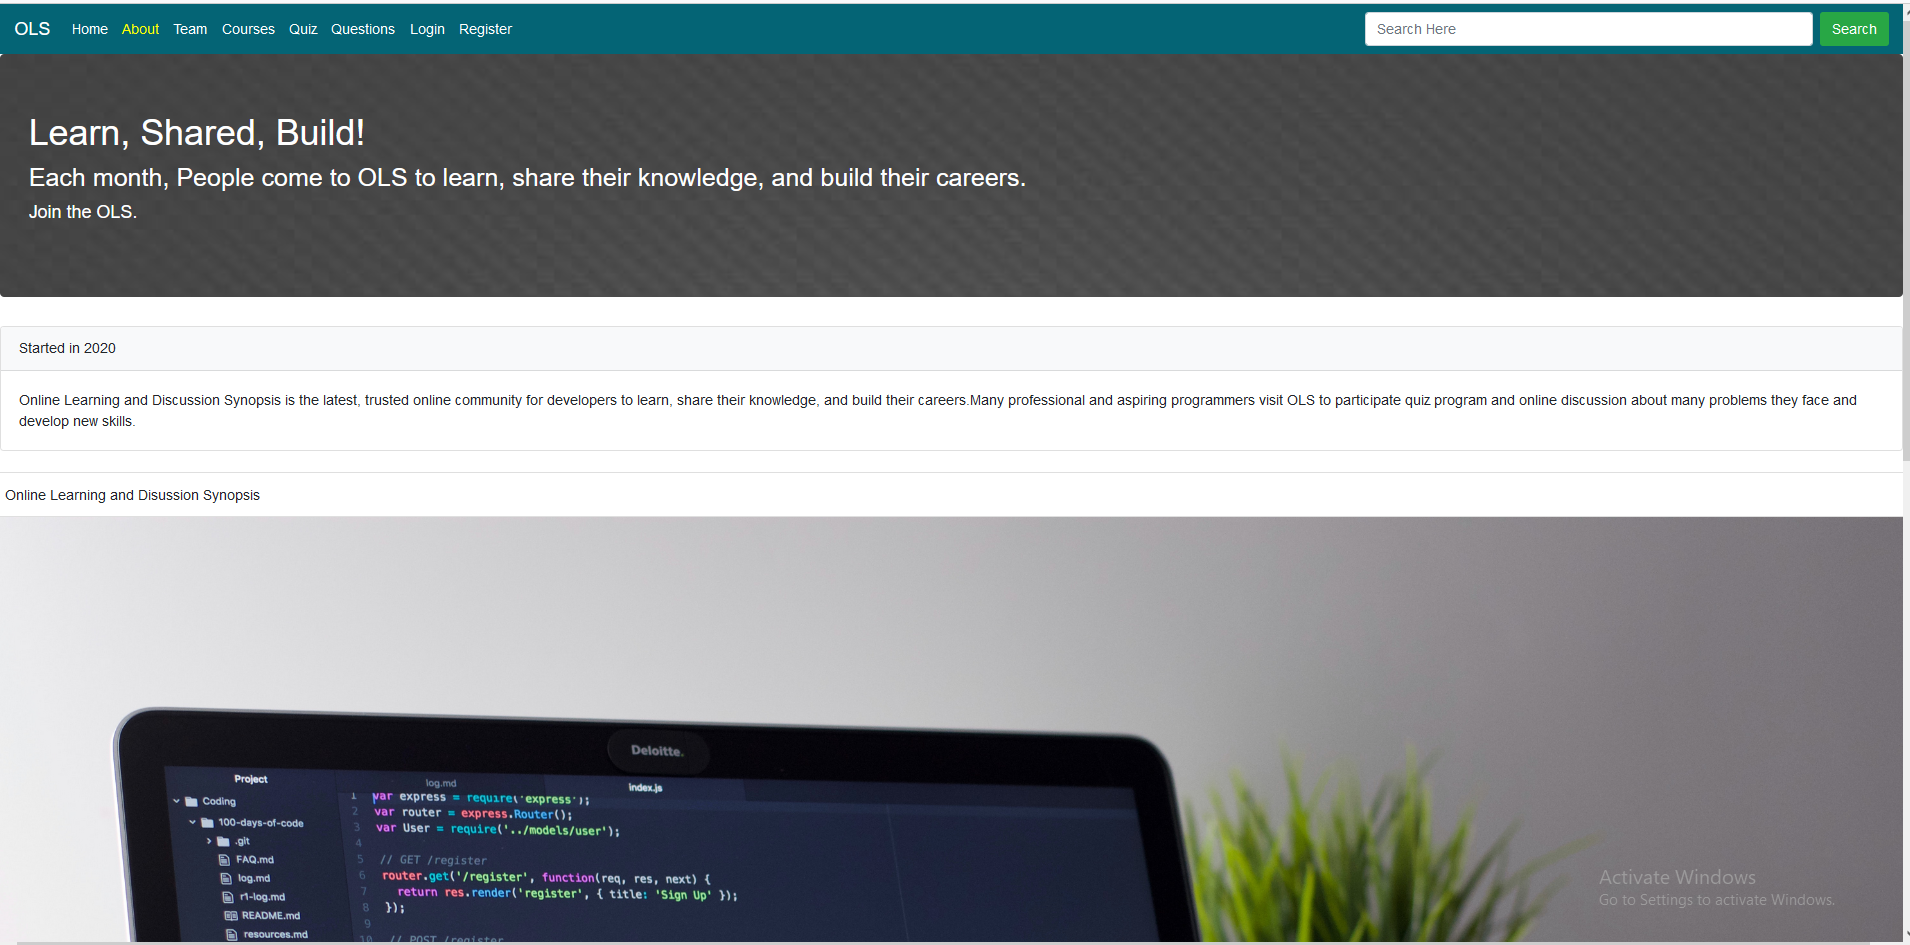 OLS Home About Team Courses Quiz Questions Login Register Search Here Search
Learn, Shared, Build!
Each month, People come to OLS to learn, share their knowledge, and build their careers.
Join the OLS.
Started in 2020
Online Learning and Discussion Synopsis is the latest, trusted online community for developers to learn, share their knowledge, and build their careers.Many professional and aspiring programmers visit OLS to participate quiz program and online discussion about many problems they face and
develop new skills.
Online Learning and Disussion Synopsis
Deloitte.
Project
Coding
100-days-of-code
.git
FAQ.md
log.md
r1-log.md
README.md
resources.md
log.md
index.js
1 var express = require('express');
2 var router = express.Router();
3 var User = require('../models/user');
4
5 // GET /register
6 router.get('/register', function(req, res, next) {
7 return res.render('register', { title: 'Sign Up' });
8 });
9
10 // POST /register
Activate Windows
Go to Settings to activate Windows.